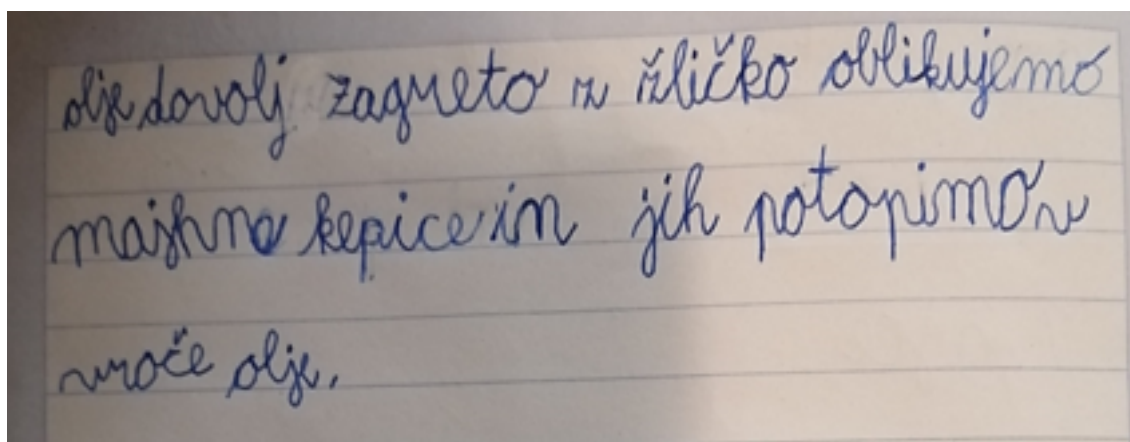 olje dovolj zagreto z žličko oblikujemo
majhne kepice in jih potopimo v
vroče olje.